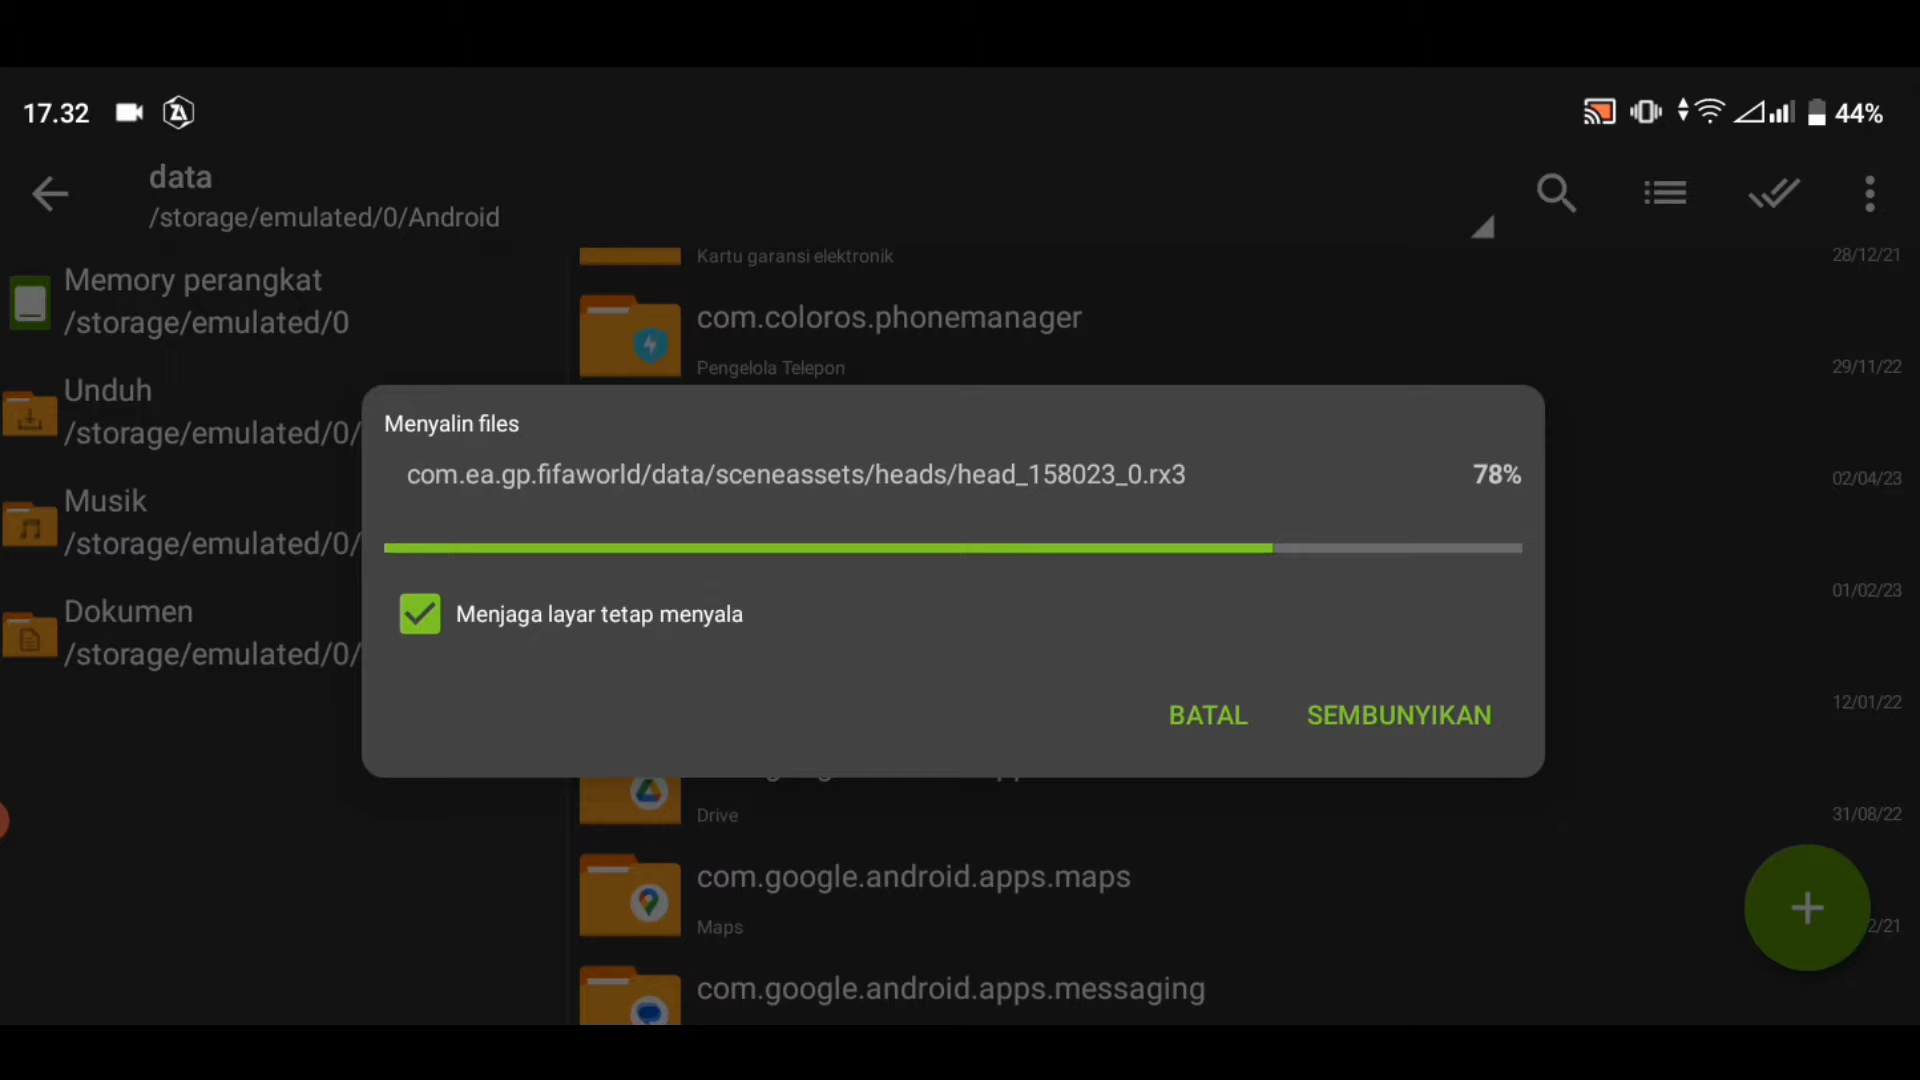 17.32
44%
data
/storage/emulated/0/Android
Memory perangkat
/storage/emulated/0
Unduh
/storage/emulated/0/
Musik
/storage/emulated/0/
Dokumen
/storage/emulated/0/
Kartu garansi elektronik
28/12/21
com.coloros.phonemanager
Pengelola Telepon
29/11/22
Menyalin files
com.ea.gp.fifaworld/data/sceneassets/heads/head_158023_0.rx3
78%
Menjaga layar tetap menyala
BATAL
SEMBUNYIKAN
02/04/23
01/02/23
12/01/22
Drive
31/08/22
com.google.android.apps.maps
Maps
2/21
com.google.android.apps.messaging